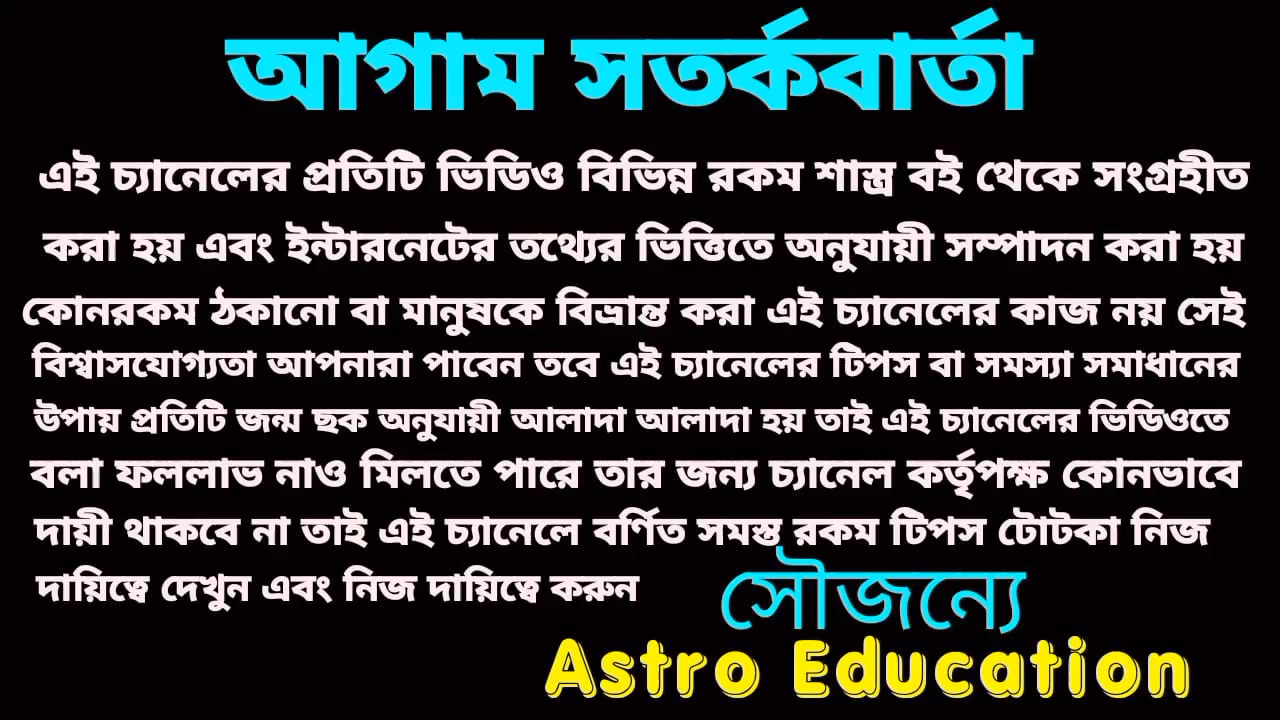 আগাম সতর্কবার্তা
এই চ্যানেলের প্রতিটি ভিডিও বিভিন্ন রকম শাস্ত্র বই থেকে সংগ্রহীত
করা হয় এবং ইন্টারনেটের তথ্যের ভিত্তিতে অনুযায়ী সম্পাদন করা হয়
কোনরকম ঠকানো বা মানুষকে বিভ্রান্ত করা এই চ্যানেলের কাজ নয় সেই
বিশ্বাসযোগ্যতা আপনারা পাবেন তবে এই চ্যানেলের টিপস বা সমস্যা সমাধানের
উপায় প্রতিটি জন্ম ছক অনুযায়ী আলাদা আলাদা হয় তাই এই চ্যানেলের ভিডিওতে
বলা ফললাভ নাও মিলতে পারে তার জন্য চ্যানেল কর্তৃপক্ষ কোনভাবে
দায়ী থাকবে না তাই এই চ্যানেলে বর্ণিত সমস্ত রকম টিপস টোটকা নিজ
দায়িত্বে দেখুন এবং নিজ দায়িত্বে করুন
সৌজন্যে
Astro Education